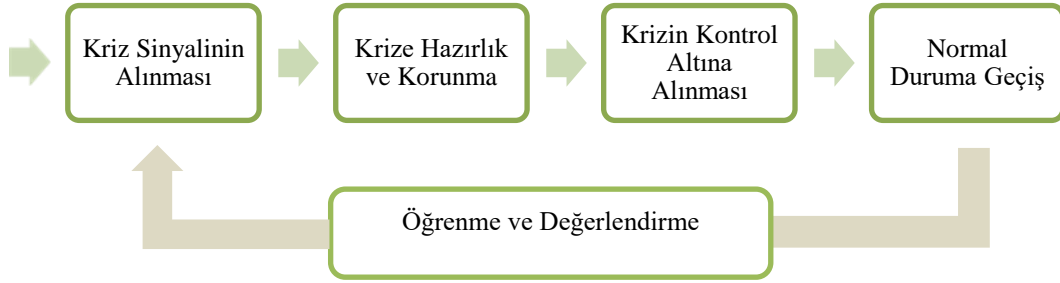 Kriz Sinyalinin
Alınması
Krize Hazırlık
ve Korunma
Krizin Kontrol
Altına
Alınması
Normal
Duruma Geçiş
Öğrenme ve Değerlendirme